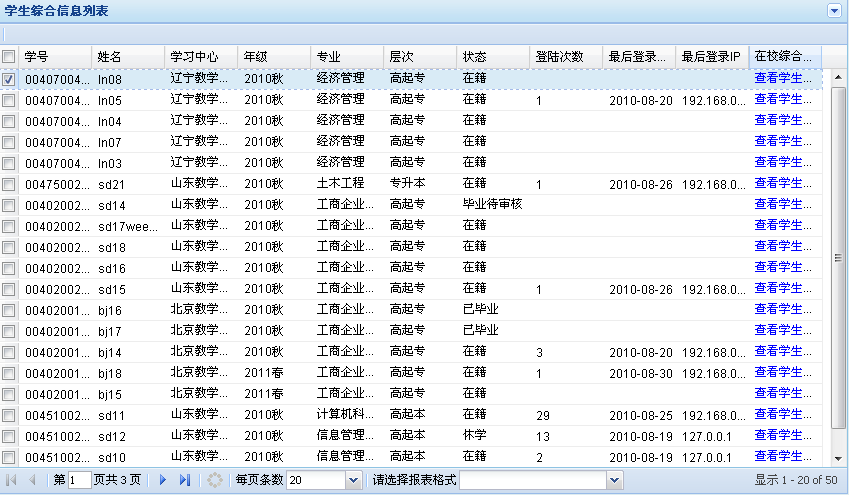 学生综合信息列表
学号 姓名 学习中心 年级 专业 层次 状态 登陆次数 最后登录... 最后登录IP 在校综合...
00407004... ln08 辽宁教学... 2010秋 经济管理 高起专 在籍 查看学生...
00407004... ln05 辽宁教学... 2010秋 经济管理 高起专 在籍 1 2010-08-20 192.168.0... 查看学生...
00407004... ln04 辽宁教学... 2010秋 经济管理 高起专 在籍 查看学生...
00407004... ln07 辽宁教学... 2010秋 经济管理 高起专 在籍 查看学生...
00407004... ln03 辽宁教学... 2010秋 经济管理 高起专 在籍 查看学生...
00475002... sd21 山东教学... 2010秋 土木工程 专升本 在籍 1 2010-08-26 192.168.0... 查看学生...
00402002... sd14 山东教学... 2010秋 工商企业... 高起专 毕业待审核 查看学生...
00402002... sd17wee... 山东教学... 2010秋 工商企业... 高起专 在籍 查看学生...
00402002... sd18 山东教学... 2010秋 工商企业... 高起专 在籍 查看学生...
00402002... sd16 山东教学... 2010秋 工商企业... 高起专 在籍 查看学生...
00402002... sd15 山东教学... 2010秋 工商企业... 高起专 在籍 1 2010-08-26 192.168.0... 查看学生...
00402001... bj16 北京教学... 2010秋 工商企业... 高起专 已毕业 查看学生...
00402001... bj17 北京教学... 2010秋 工商企业... 高起专 已毕业 查看学生...
00402001... bj14 北京教学... 2010秋 工商企业... 高起专 在籍 3 2010-08-20 192.168.0... 查看学生...
00402001... bj18 北京教学... 2011春 工商企业... 高起专 在籍 1 2010-08-30 192.168.0... 查看学生...
00402001... bj15 北京教学... 2011春 工商企业... 高起专 在籍 查看学生...
00451002... sd11 山东教学... 2010秋 计算机科... 高起本 在籍 29 2010-08-25 192.168.0... 查看学生...
00451002... sd12 山东教学... 2010秋 信息管理... 高起本 休学 13 2010-08-19 127.0.0.1 查看学生...
00451002... sd10 山东教学... 2010秋 信息管理... 高起本 在籍 2 2010-08-19 127.0.0.1 查看学生...
第 1 页共 3 页 每页条数 20 请选择报表格式 显示 1 - 20 of 50